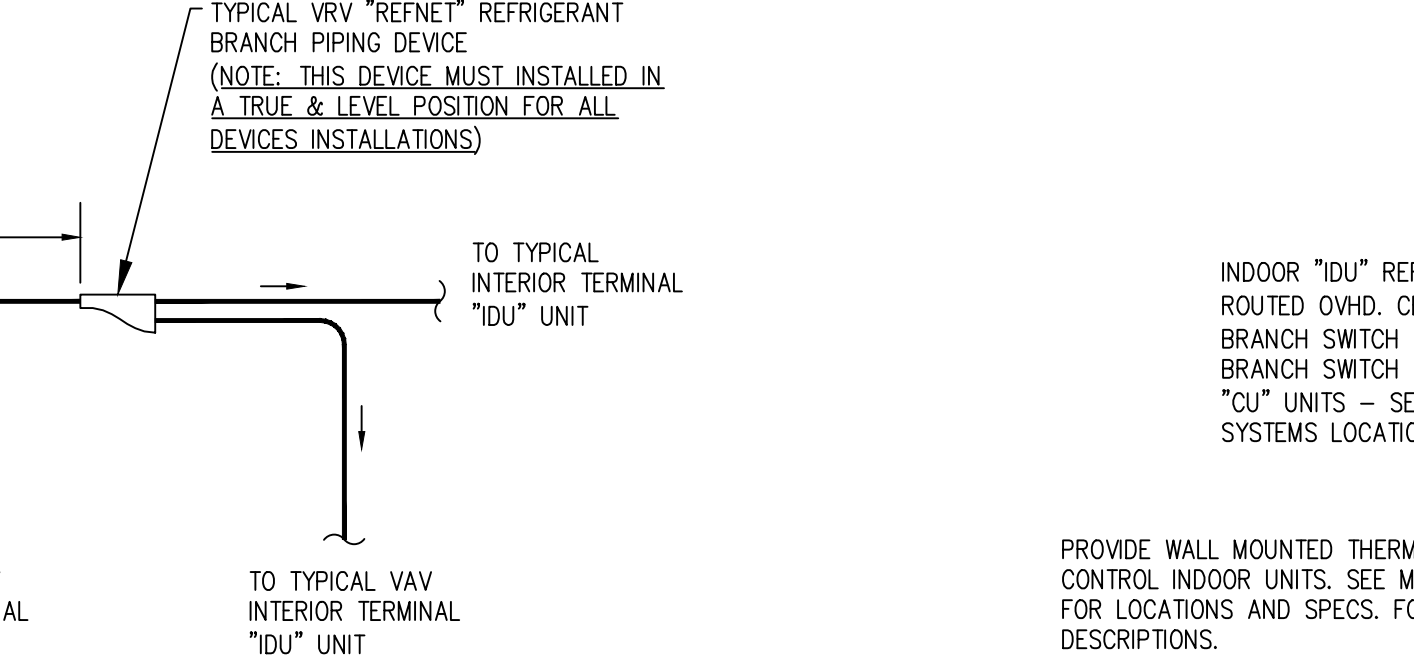 TYPICAL VRV "REFNET" REFRIGERANT
BRANCH PIPING DEVICE
(NOTE: THIS DEVICE MUST INSTALLED IN
A TRUE & LEVEL POSITION FOR ALL
DEVICES INSTALLATIONS)
TO TYPICAL
INTERIOR TERMINAL
"IDU" UNIT
TO TYPICAL VAV
INTERIOR TERMINAL
"IDU" UNIT
AL
INDOOR "IDU"
ROUTED OVHD.
BRANCH SWITCH
BRANCH SWITCH
"CU" UNITS –
SYSTEMS
PROVIDE WALL MOUNTED
CONTROL INDOOR UNITS. SEE
FOR LOCATIONS AND SPECS.
DESCRIPTIONS.